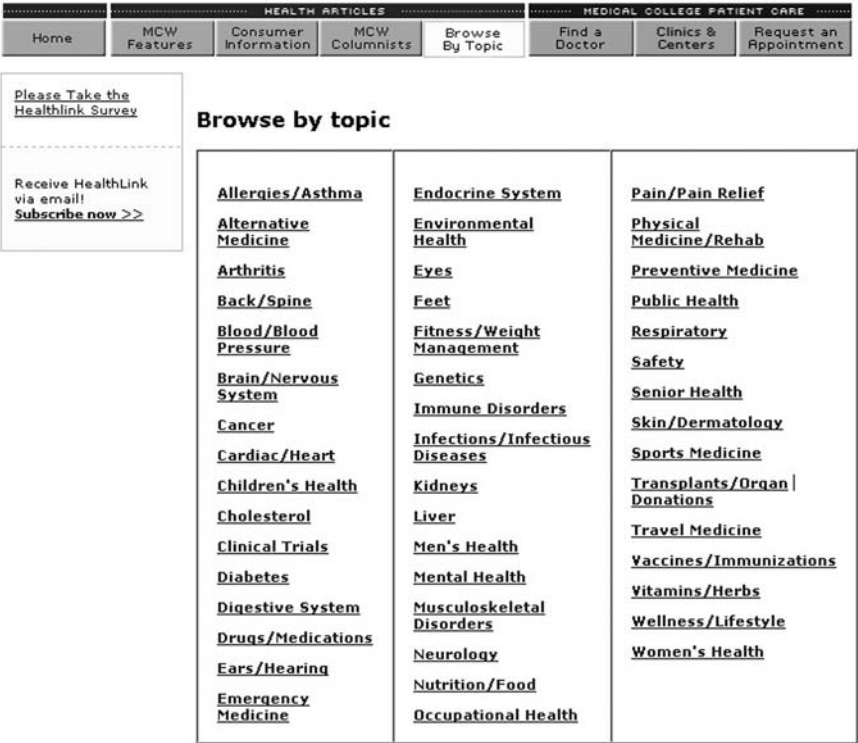 HEALTH ARTICLES
MEDICAL COLLEGE PATIENT CARE
Home
MCW
Features
Consumer
Information
MCW
Columnists
Browse
By Topic
Find a
Doctor
Clinics &
Centers
Request an
Appointment
Please Take the
Healthlink Survey
Receive HealthLink
via email!
Subscribe now >>
Browse by topic
Allergies/Asthma
Alternative
Medicine
Arthritis
Back/Spine
Blood/Blood
Pressure
Brain/Nervous
System
Cancer
Cardiac/Heart
Children's Health
Cholesterol
Clinical Trials
Diabetes
Digestive System
Drugs/Medications
Ears/Hearing
Emergency
Medicine
Endocrine System
Environmental
Health
Eyes
Feet
Fitness/Weight
Management
Genetics
Immune Disorders
Infections/Infectious
Diseases
Kidneys
Liver
Men's Health
Mental Health
Musculoskeletal
Disorders
Neurology
Nutrition/Food
Occupational Health
Pain/Pain Relief
Physical
Medicine/Rehab
Preventive Medicine
Public Health
Respiratory
Safety
Senior Health
Skin/Dermatology
Sports Medicine
Transplants/Organ
Donations
Travel Medicine
Vaccines/Immunizations
Vitamins/Herbs
Wellness/Lifestyle
Women's Health